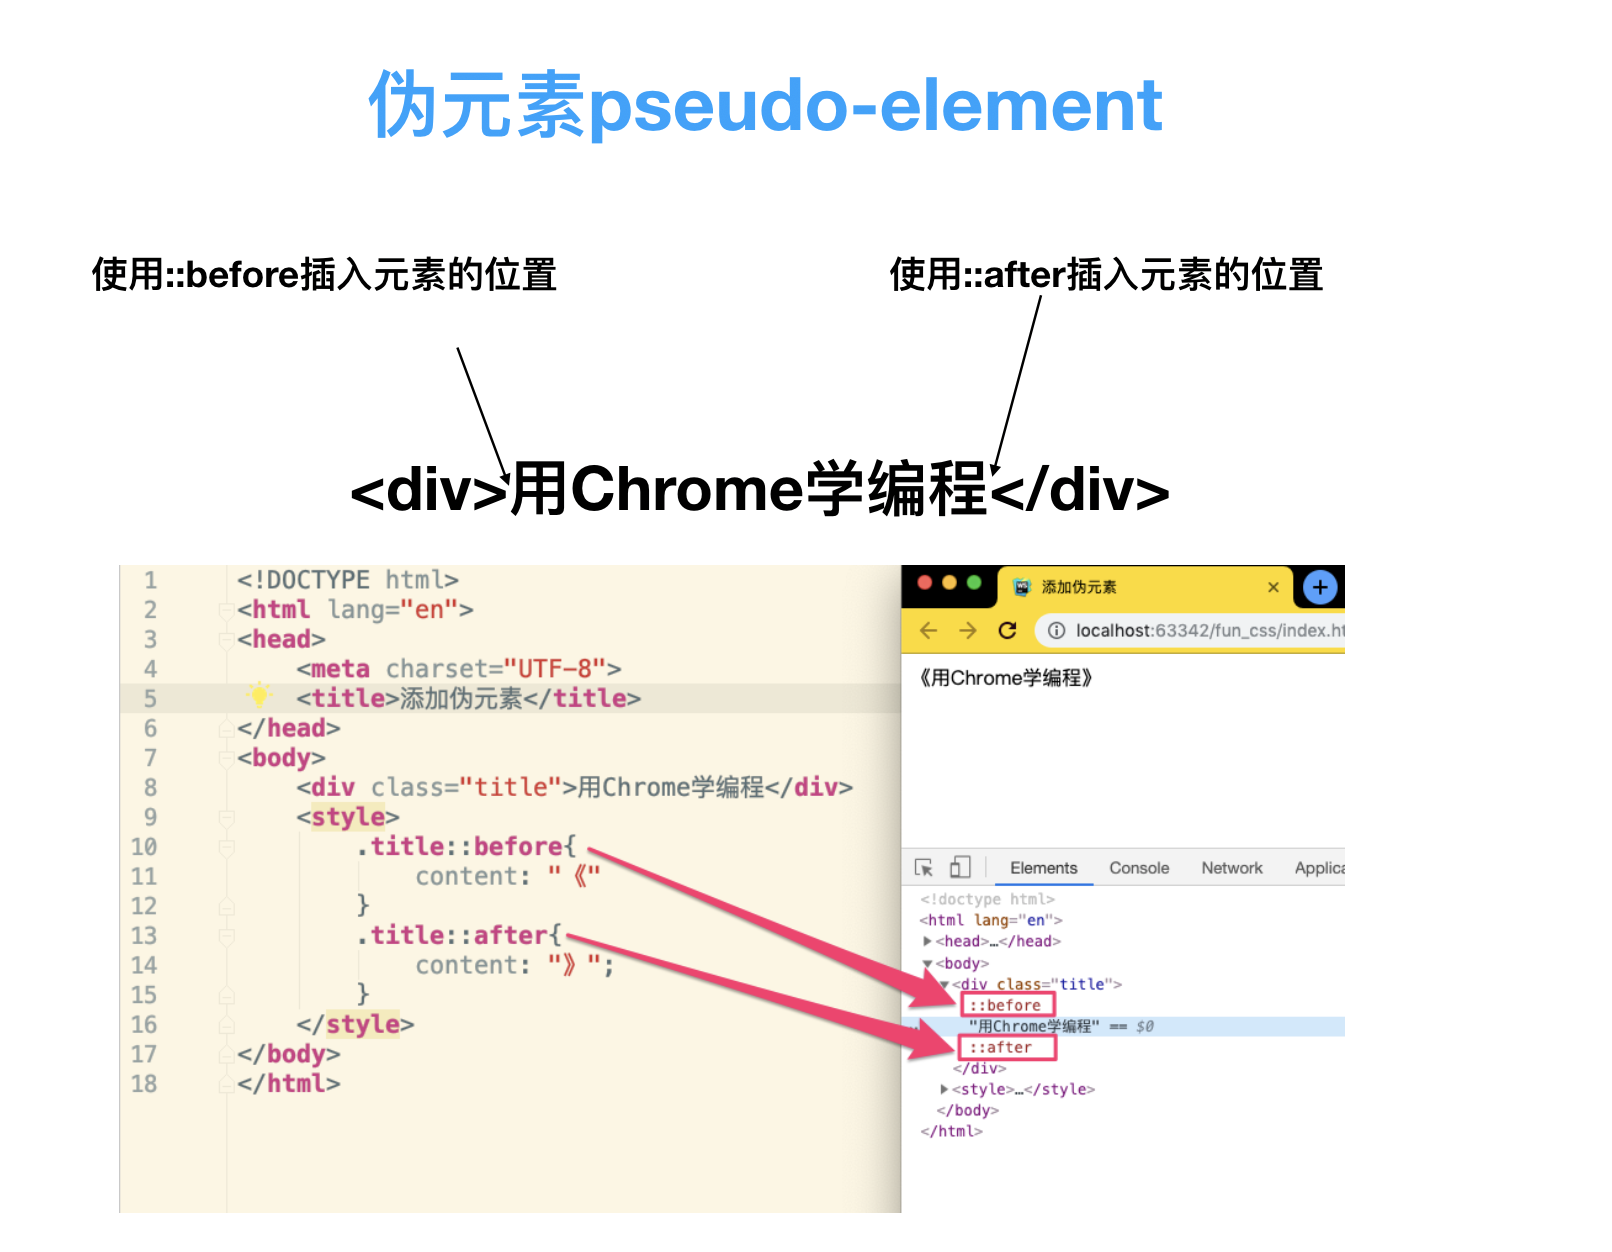 伪元素pseudo-element
使用::before插入元素的位置
使用::after插入元素的位置
<div>用Chrome学编程</div>
1 <!DOCTYPE html>
2 <html lang="en">
3 <head>
4 <meta charset="UTF-8">
5 <title>添加伪元素</title>
6 </head>
7 <body>
8 <div class="title">用Chrome学编程</div>
9 <style>
10 .title::before{
11 content: "《"
12 }
13 .title::after{
14 content: "》";
15 }
16 </style>
17 </body>
18 </html>
添加伪元素
localhost:63342/fun_css/index.ht
《用Chrome学编程》
Elements Console Network Applica
<!doctype html>
<html lang="en">
<head>…</head>
<body>
<div class="title">
::before
"用Chrome学编程" == $0
::after
</div>
<style>…</style>
</body>
</html>